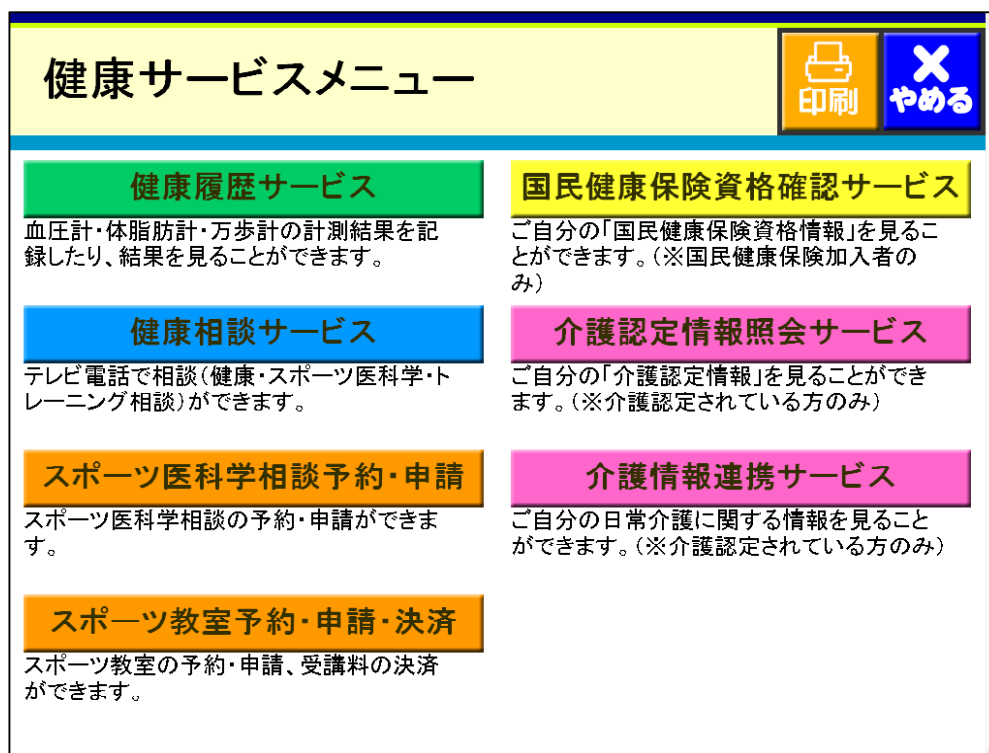 健康サービスメニュー
印刷
やめる
健康履歴サービス
血圧計・体脂肪計・万歩計の計測結果を記
録したり、結果を見ることができます。
健康相談サービス
テレビ電話で相談（健康・スポーツ医科学・ト
レーニング相談）ができます。
スポーツ医科学相談予約・申請
スポーツ医科学相談の予約・申請ができま
す。
スポーツ教室予約・申請・決済
スポーツ教室の予約・申請、受講料の決済
ができます。
国民健康保険資格確認サービス
ご自分の「国民健康保険資格情報」を見るこ
とができます。（※国民健康保険加入者の
み）
介護認定情報照会サービス
ご自分の「介護認定情報」を見ることができ
ます。（※介護認定されている方のみ）
介護情報連携サービス
ご自分の日常介護に関する情報を見ること
ができます。（※介護認定されている方のみ）